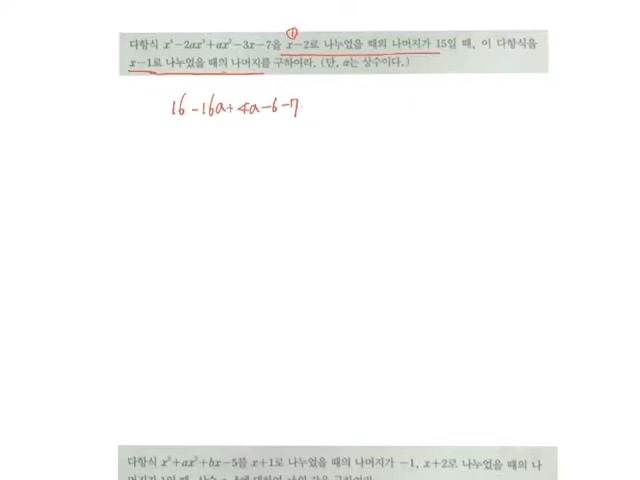 ①
다항식 x⁴−2ax³+ax²−3x−7을 x−2로 나누었을 때의 나머지가 15일 때, 이 다항식을
x−1로 나누었을 때의 나머지를 구하여라. (단, a는 상수이다.)
16-16a+4a-6-7
다항식 x³+ax²+bx−5를 x+1로 나누었을 때의 나머지가 −1, x+2로 나누었을 때의 나